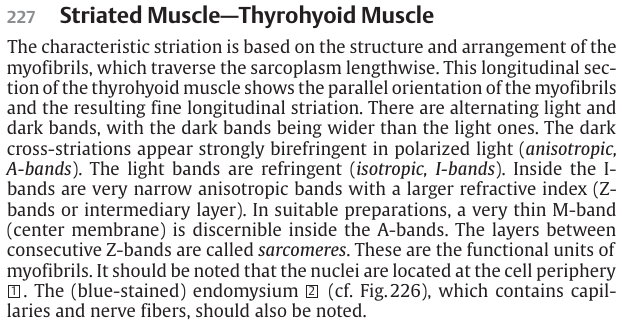 227 Striated Muscle—Thyrohyoid Muscle
The characteristic striation is based on the structure and arrangement of the
myofibrils, which traverse the sarcoplasm lengthwise. This longitudinal sec-
tion of the thyrohyoid muscle shows the parallel orientation of the myofibrils
and the resulting fine longitudinal striation. There are alternating light and
dark bands, with the dark bands being wider than the light ones. The dark
cross-striations appear strongly birefringent in polarized light (anisotropic,
A-bands). The light bands are refringent (isotropic, I-bands). Inside the I-
bands are very narrow anisotropic bands with a larger refractive index (Z-
bands or intermediary layer). In suitable preparations, a very thin M-band
(center membrane) is discernible inside the A-bands. The layers between
consecutive Z-bands are called sarcomeres. These are the functional units of
myofibrils. It should be noted that the nuclei are located at the cell periphery
1. The (blue-stained) endomysium 2 (cf. Fig. 226), which contains capil-
laries and nerve fibers, should also be noted.